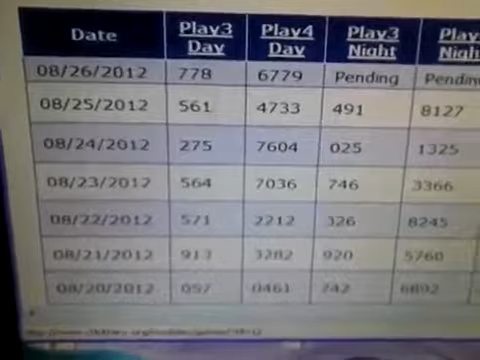 Date Play3 Day Play4 Day Play3 Night
08/26/2012 778 6779 Pending
08/25/2012 561 4733 491 8127
08/24/2012 275 7604 025 1325
08/23/2012 564 7036 746 3366
08/22/2012 571 2212 326 8245
08/21/2012 913 3282 920 5760
08/20/2012 057 0461 742 6892